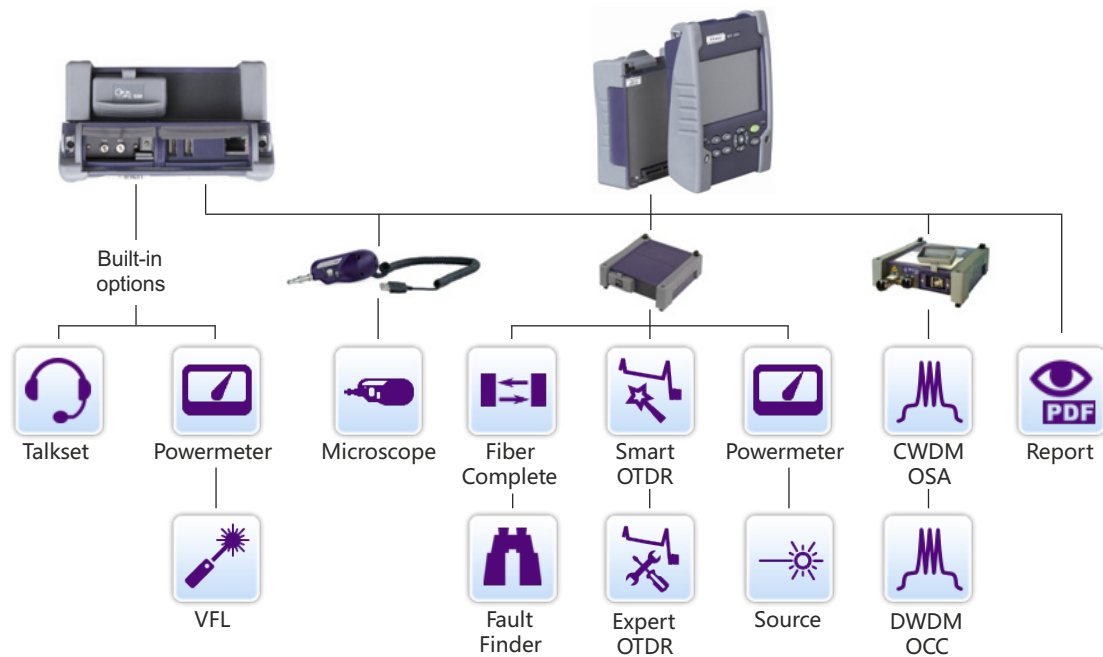 Built-in
options
PDF
Talkset
Powermeter
Microscope
Fiber
Complete
Smart
OTDR
Powermeter
CWDM
OSA
Report
VFL
Fault
Finder
Expert
OTDR
Source
DWDM
OCC